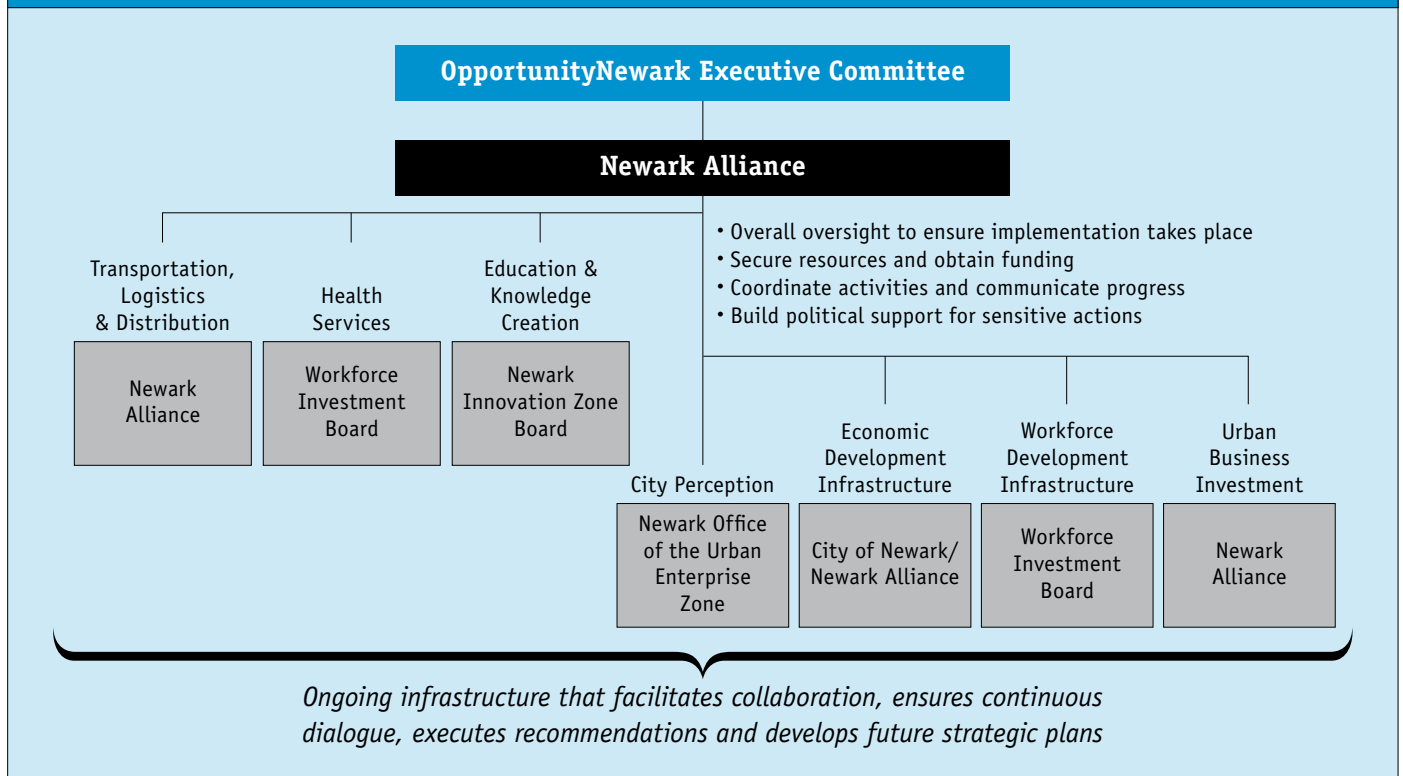 OpportunityNewark Executive Committee
Newark Alliance
• Overall oversight to ensure implementation takes place
• Secure resources and obtain funding
• Coordinate activities and communicate progress
• Build political support for sensitive actions
Transportation,
Logistics
& Distribution
Newark
Alliance
Health
Services
Workforce
Investment
Board
Education &
Knowledge
Creation
Newark
Innovation Zone
Board
City Perception
Newark Office
of the Urban
Enterprise
Zone
Economic
Development
Infrastructure
City of Newark/
Newark Alliance
Workforce
Development
Infrastructure
Workforce
Investment
Board
Urban
Business
Investment
Newark
Alliance
Ongoing infrastructure that facilitates collaboration, ensures continuous
dialogue, executes recommendations and develops future strategic plans